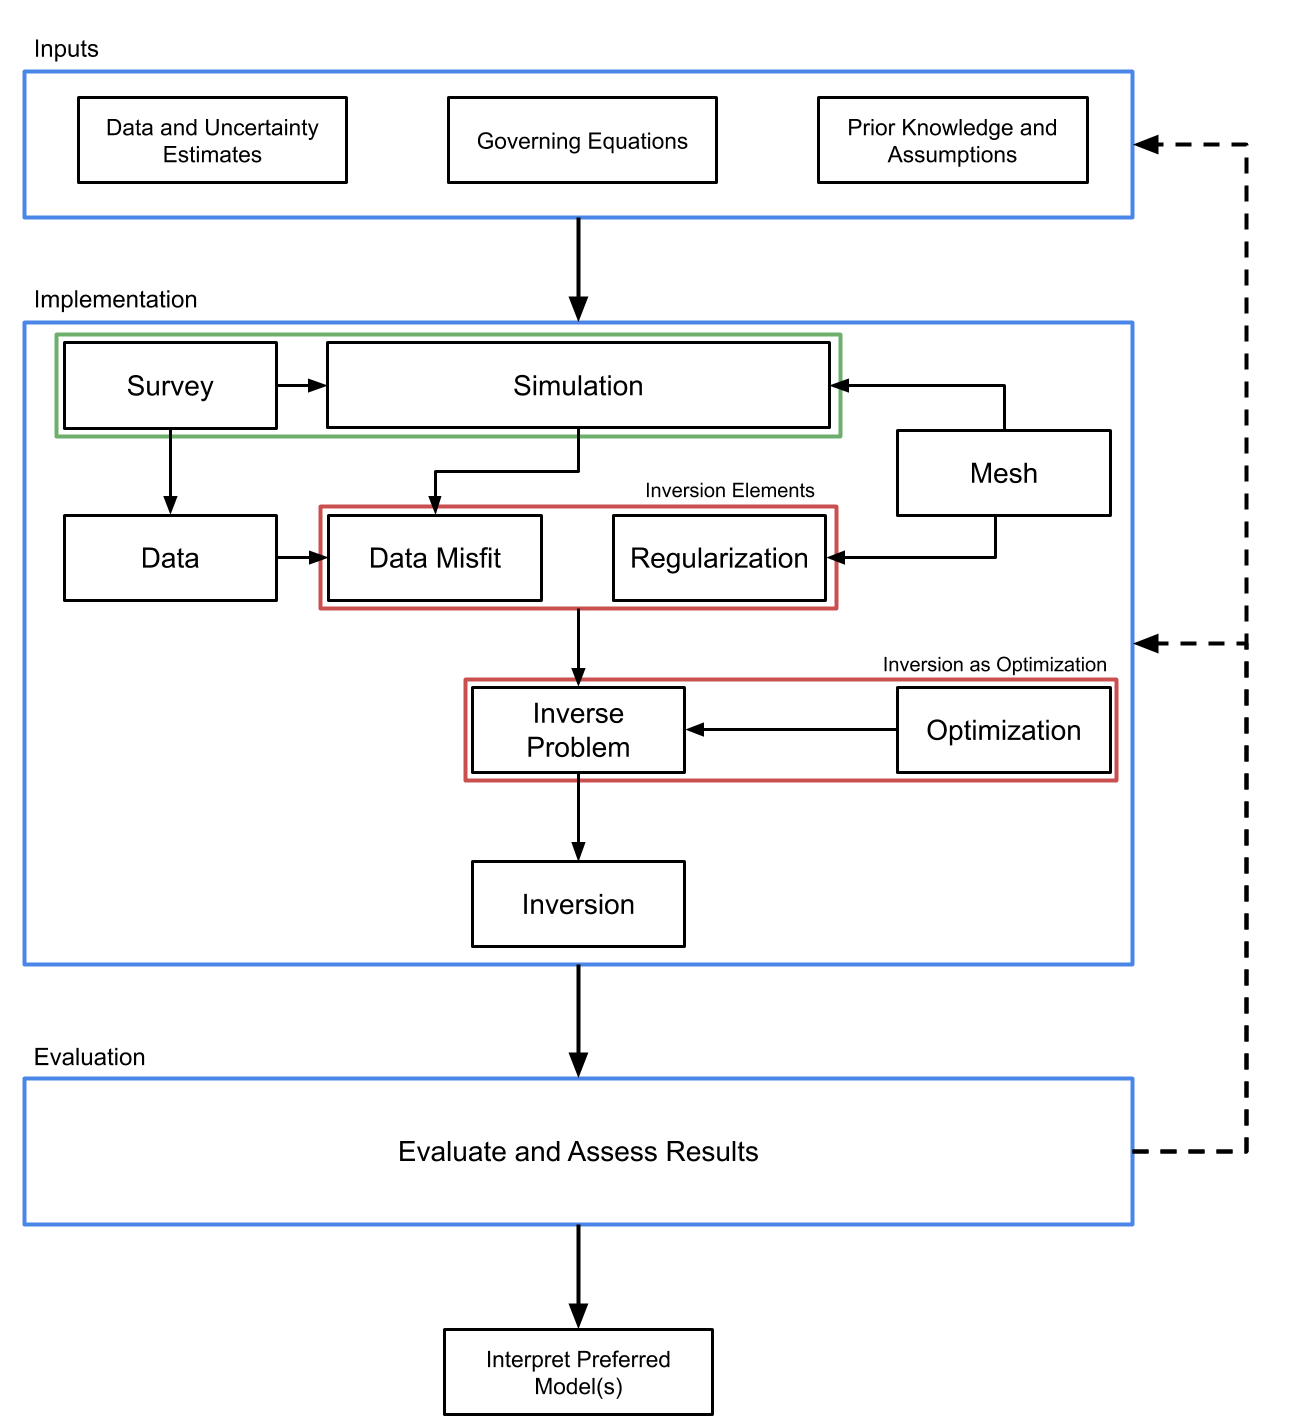 Inputs
Data and Uncertainty
Estimates
Governing Equations
Prior Knowledge and
Assumptions
Implementation
Survey
Simulation
Mesh
Inversion Elements
Data
Data Misfit
Regularization
Inversion as Optimization
Inverse
Problem
Optimization
Inversion
Evaluation
Evaluate and Assess Results
Interpret Preferred
Model(s)